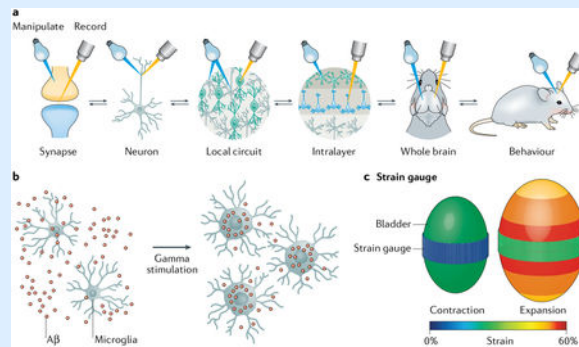 a
Manipulate Record
Synapse
Neuron
Local circuit
Intralayer
Whole brain
Behaviour
b
Gamma
stimulation
Aβ
Microglia
c Strain gauge
Bladder
Strain gauge
Contraction
Expansion
0%
Strain
60%